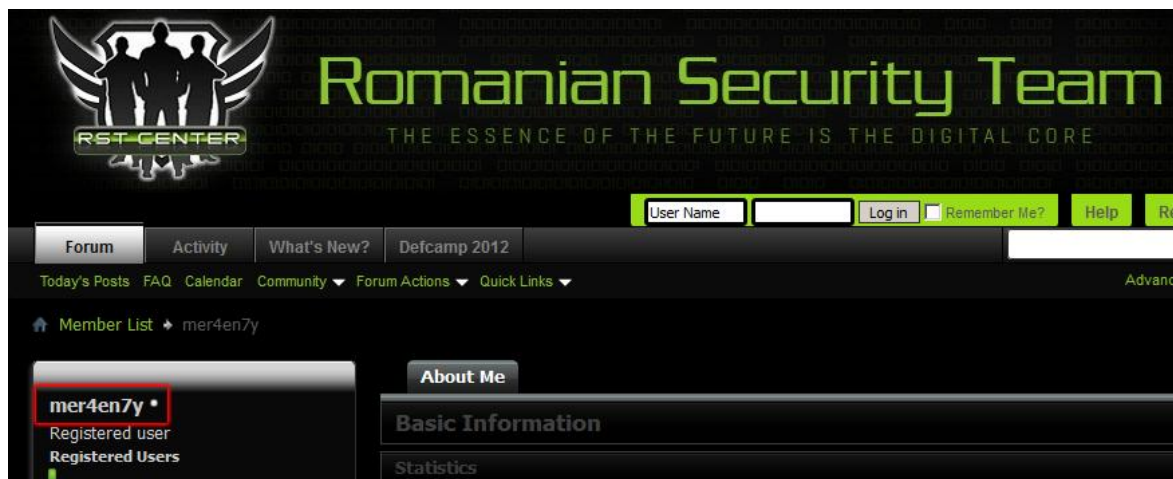 Romanian Security Team
RST CENTER
THE ESSENCE OF THE FUTURE IS THE DIGITAL CORE
User Name Log in Remember Me? Help
Forum Activity What's New? Defcamp 2012
Today's Posts FAQ Calendar Community Forum Actions Quick Links
Member List mer4en7y
About Me
mer4en7y
Registered user
Registered Users
Basic Information
Statistics